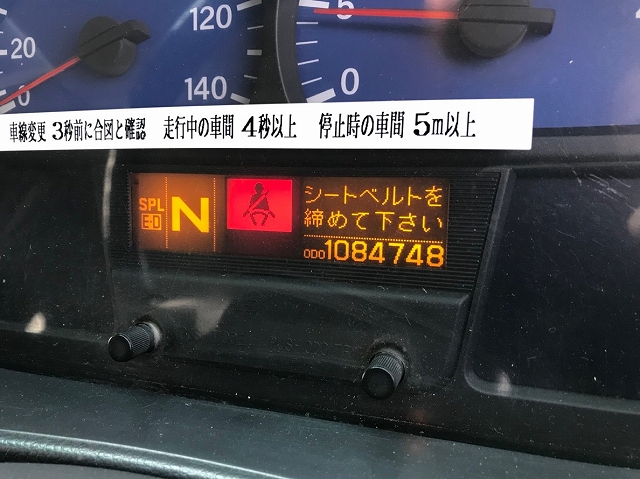 20
0
120
140
5
0
車線変更 3秒前に合図と確認 走行中の車間 4秒以上 停止時の車間 5m以上
SPL
ED
N
シートベルトを
締めて下さい
ODO1084748